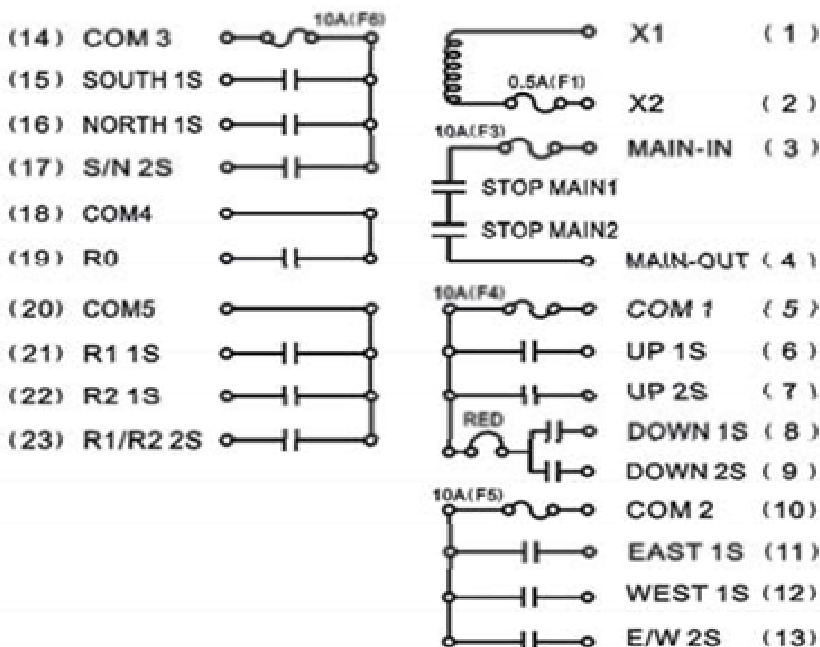 10A(F6)
(14) COM 3
(15) SOUTH 1S
(16) NORTH 1S
(17) S/N 2S
(18) COM4
(19) R0
(20) COM5
(21) R1 1S
(22) R2 1S
(23) R1/R2 2S
X1 (1)
0.5A(F1)
X2 (2)
10A(F3)
MAIN-IN (3)
STOP MAIN1
STOP MAIN2
MAIN-OUT (4)
10A(F4)
COM 1 (5)
UP 1S (6)
UP 2S (7)
RED
DOWN 1S (8)
DOWN 2S (9)
10A(F5)
COM 2 (10)
EAST 1S (11)
WEST 1S (12)
E/W 2S (13)